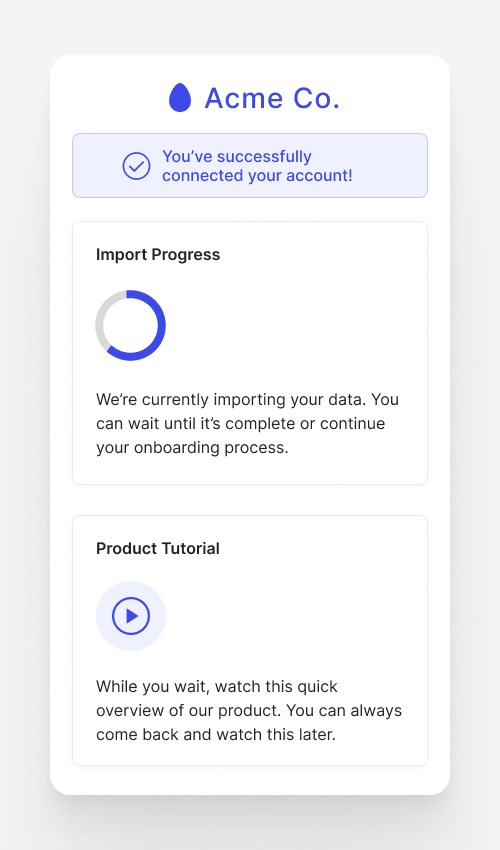 Acme Co.
You’ve successfully
connected your account!
Import Progress
We’re currently importing your data. You
can wait until it’s complete or continue
your onboarding process.
Product Tutorial
While you wait, watch this quick
overview of our product. You can always
come back and watch this later.